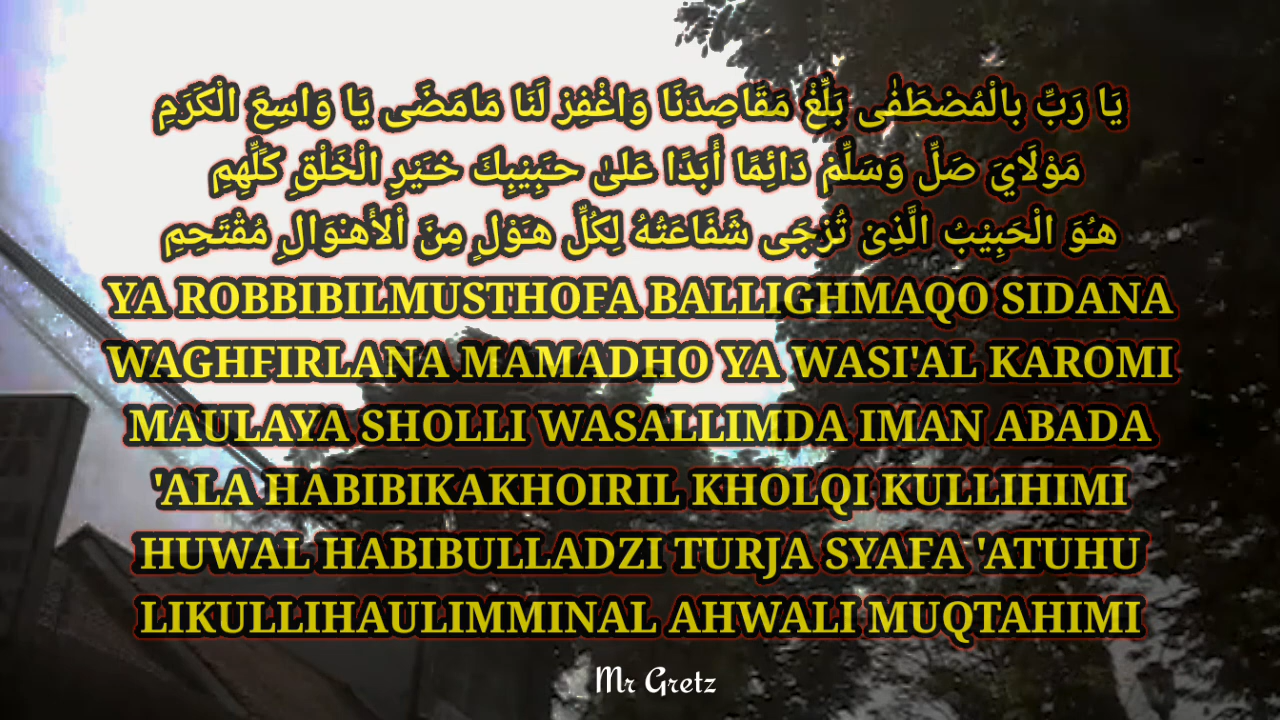 يَا رَبِّ بِالْمُصْطَفٰى بَلِّغْ مَقَاصِدَنَا وَاغْفِرْ لَنَا مَامَضَى يَا وَاسِعَ الْكَرَمِ
مَوْلَايَ صَلِّ وَسَلِّمْ دَائِمًا أَبَدًا عَلىٰ حَبِيْبِكَ خَيْرِ الْخَلْقِ كُلِّهِمِ
هُوَ الْحَبِيْبُ الَّذِىْ تُرْجَى شَفَاعَتُهُ لِكُلِّ هَوْلٍ مِنَ اْلأَهْوَالِ مُقْتَحِمِ
YA ROBBIBILMUSTHOFA BALLIGHMAQO SIDANA
WAGHFIRLANA MAMADHO YA WASI'AL KAROMI
MAULAYA SHOLLI WASALLIMDA IMAN ABADA
'ALA HABIBIKAKHOIRIL KHOLQI KULLIHIMI
HUWAL HABIBULLADZI TURJA SYAFA 'ATUHU
LIKULLIHAULIMMINAL AHWALI MUQTAHIMI
Mr Gretz